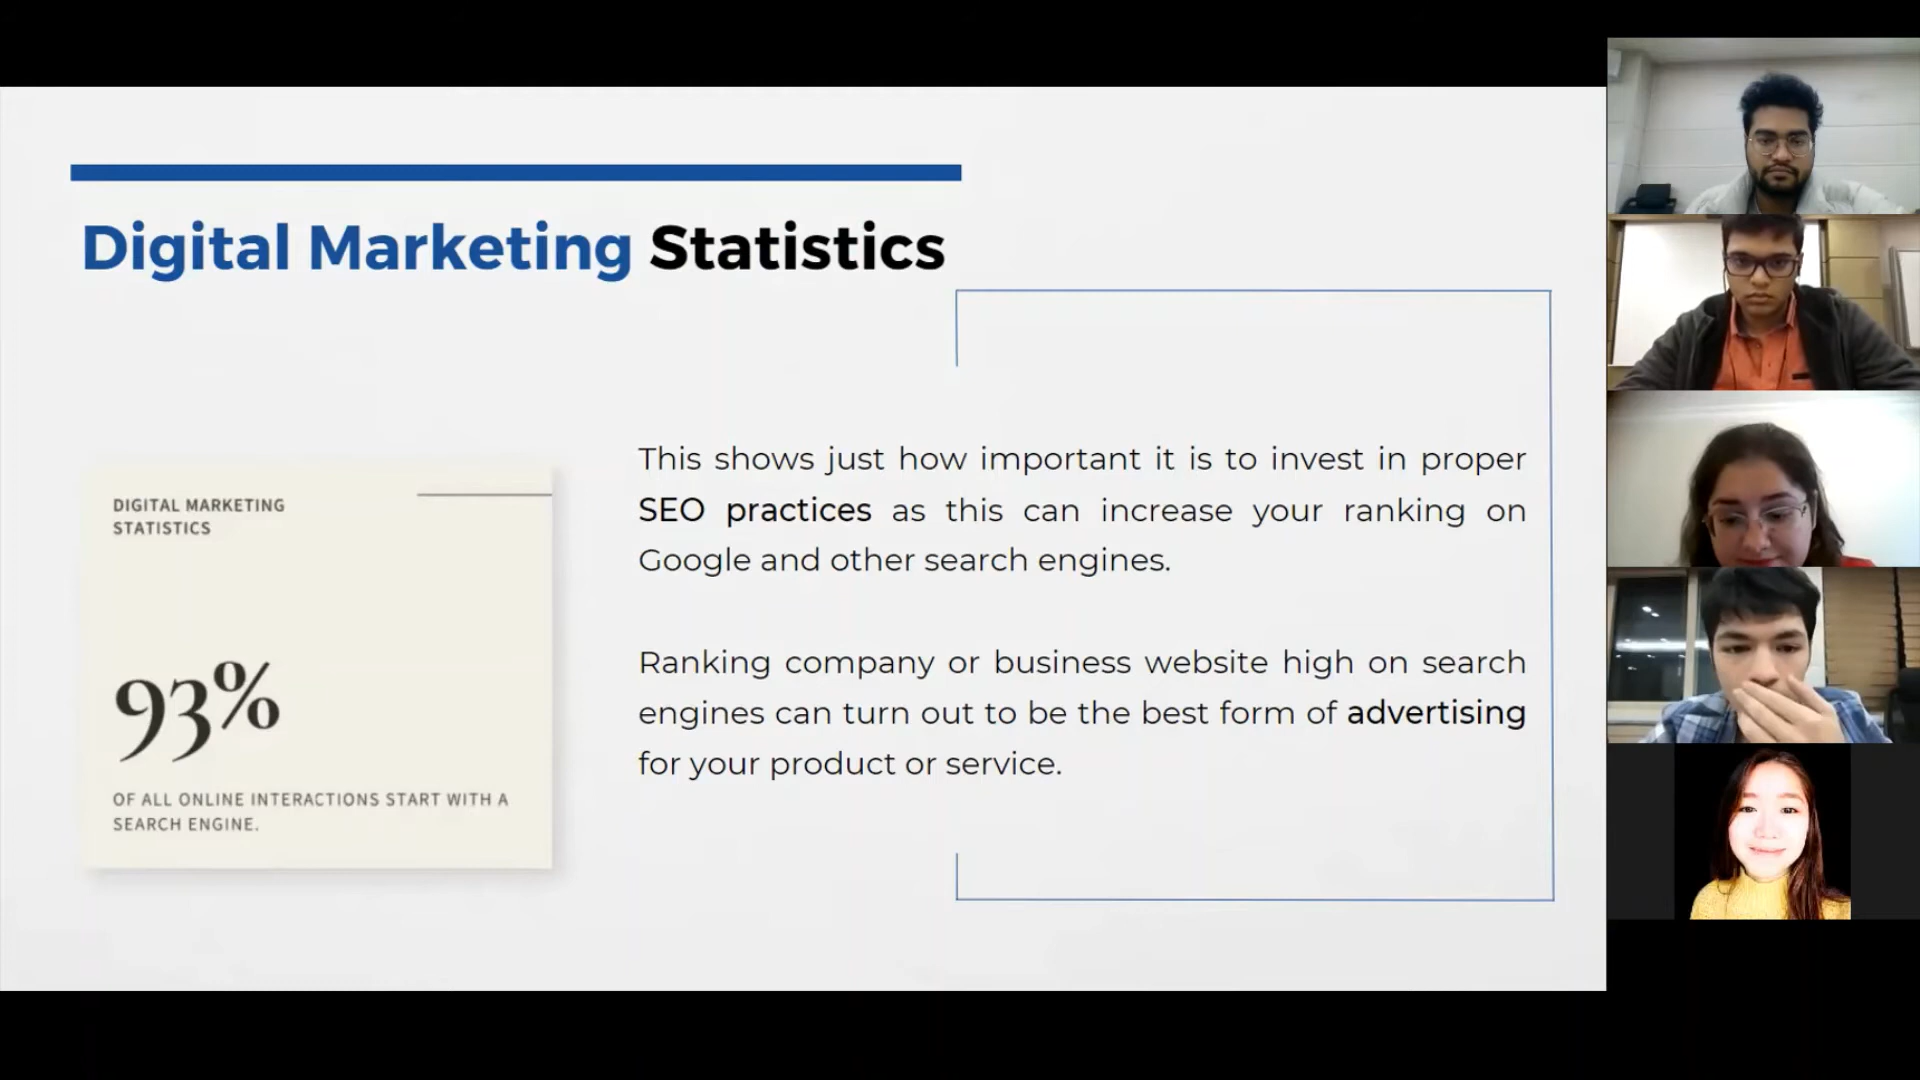 Digital Marketing Statistics
DIGITAL MARKETING
STATISTICS
93%
OF ALL ONLINE INTERACTIONS START WITH A
SEARCH ENGINE.
This shows just how important it is to invest in proper
SEO practices as this can increase your ranking on
Google and other search engines.
Ranking company or business website high on search
engines can turn out to be the best form of advertising
for your product or service.